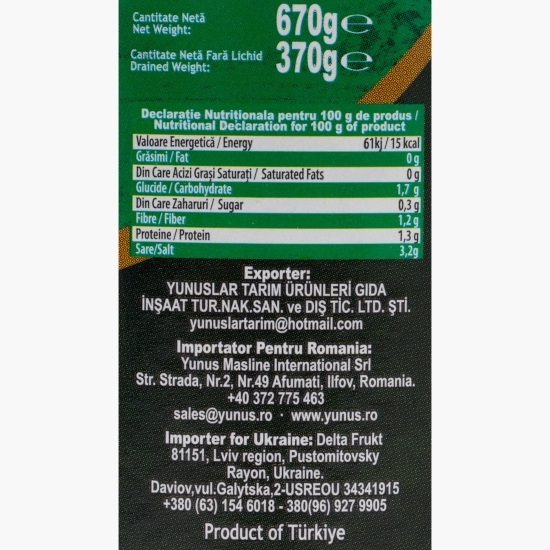 Cantitate Netă
Net Weight:
670g℮
Cantitate Netă Fară Lichid
Drained Weight:
370g℮
Declaraţie Nutritionala pentru 100 g de produs /
Nutritional Declaration for 100 g of product
Valoare Energetică / Energy 61kj / 15 kcal
Grăsimi / Fat 0 g
Din Care Acizi Graşi Saturaţi / Saturated Fats 0 g
Glucide / Carbohydrate 1,7 g
Din Care Zaharuri / Sugar 0,3 g
Fibre / Fiber 1,2 g
Proteine / Protein 1,3 g
Sare/Salt 3,2g
Exporter:
YUNUSLAR TARIM ÜRÜNLERİ GIDA
İNŞAAT TUR.NAK.SAN. ve DIŞ TİC. LTD. ŞTİ.
yunuslartarim@hotmail.com
Importator Pentru Romania:
Yunus Masline International Srl
Str. Strada, Nr.2, Nr.49 Afumati, Ilfov, Romania.
+40 372 775 463
sales@yunus.ro · www.yunus.ro
Importer for Ukraine: Delta Frukt
81151, Lviv region, Pustomitovsky
Rayon, Ukraine.
Daviov,vul.Galytska,2-USREOU 34341915
+380 (63) 154 6018 - 380(96) 927 9905
Product of Türkiye